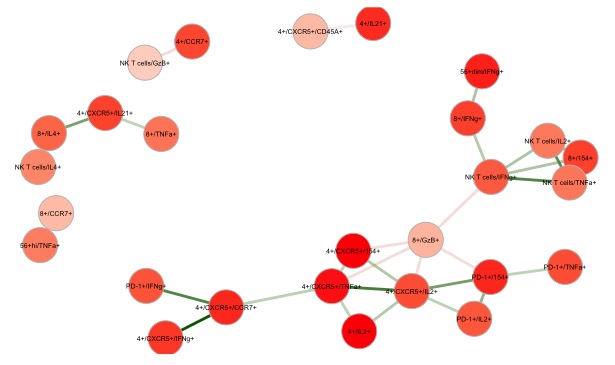 4+/IL21+
4+/CXCR5+/CD45A+
4+/CCR7+
NK T cells/GzB+
56+dim/IFNg+
4+/CXCR5+/IL21+
8+/IFNg+
8+/IL4+
8+/TNFa+
NK T cells/IL2+
8+/154+
NK T cells/IL4+
NK T cells/IFNg+
NK T cells/TNFa+
8+/CCR7+
8+/GzB+
56+hi/TNFa+
4+/CXCR5+/154+
PD-1+/TNFa+
PD-1+/154+
PD-1+/IFNg+
4+/CXCR5+/TNFa+
4+/CXCR5+/IL2+
4+/CXCR5+/CCR7+
PD-1+/IL2+
4+/IL2+
4+/CXCR5+/IFNg+